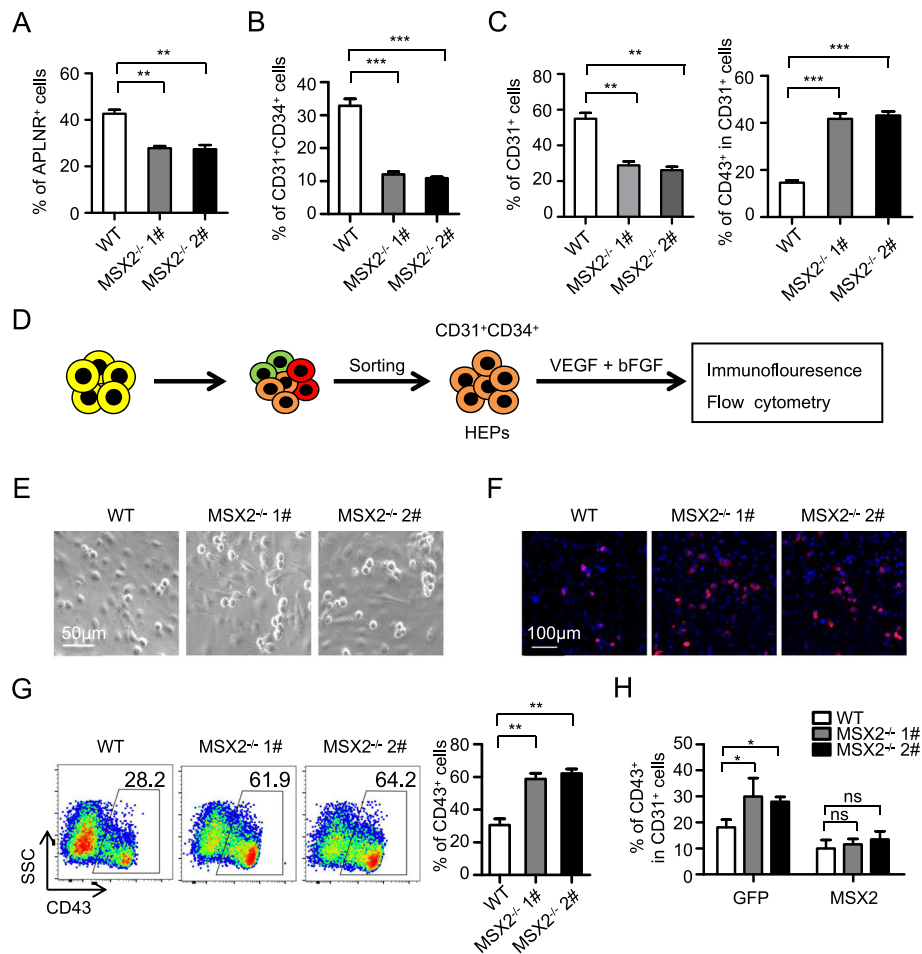 A
B
C
**
**
% of APLNR⁺ cells
60
40
20
0
WT
MSX2⁻/⁻ 1#
MSX2⁻/⁻ 2#
***
***
% of CD31⁺CD34⁺ cells
40
30
20
10
0
WT
MSX2⁻/⁻ 1#
MSX2⁻/⁻ 2#
**
**
% of CD31⁺ cells
80
60
40
20
0
WT
MSX2⁻/⁻ 1#
MSX2⁻/⁻ 2#
***
***
% of CD43⁺ in CD31⁺ cells
60
40
20
0
WT
MSX2⁻/⁻ 1#
MSX2⁻/⁻ 2#
D
Sorting
CD31⁺CD34⁺
HEPs
VEGF + bFGF
Immunoflouresence
Flow cytometry
E
WT
MSX2⁻/⁻ 1#
MSX2⁻/⁻ 2#
50μm
F
WT
MSX2⁻/⁻ 1#
MSX2⁻/⁻ 2#
100μm
G
WT
MSX2⁻/⁻ 1#
MSX2⁻/⁻ 2#
28.2
61.9
64.2
SSC
CD43
**
**
% of CD43⁺ cells
80
60
40
20
0
WT
MSX2⁻/⁻ 1#
MSX2⁻/⁻ 2#
H
WT
MSX2⁻/⁻ 1#
MSX2⁻/⁻ 2#
% of CD43⁺
in CD31⁺ cells
50
40
30
20
10
0
*
*
ns
ns
GFP
MSX2